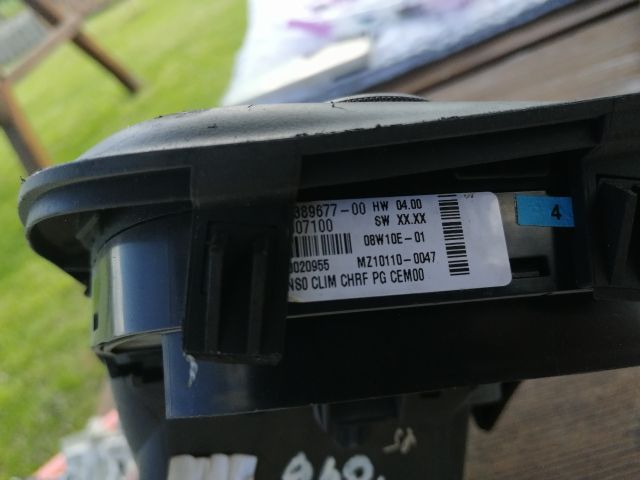 389677-00 HW 04.00
07100 SW XX.XX
08W10E-01
0020955 MZ10110-0047
NSO CLIM CHRF PG CEM00
4